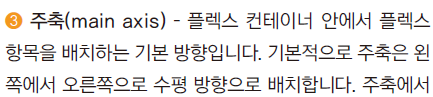 ❸ 주축(main axis) - 플렉스 컨테이너 안에서 플렉스
항목을 배치하는 기본 방향입니다. 기본적으로 주축은 왼
쪽에서 오른쪽으로 수평 방향으로 배치합니다. 주축에서